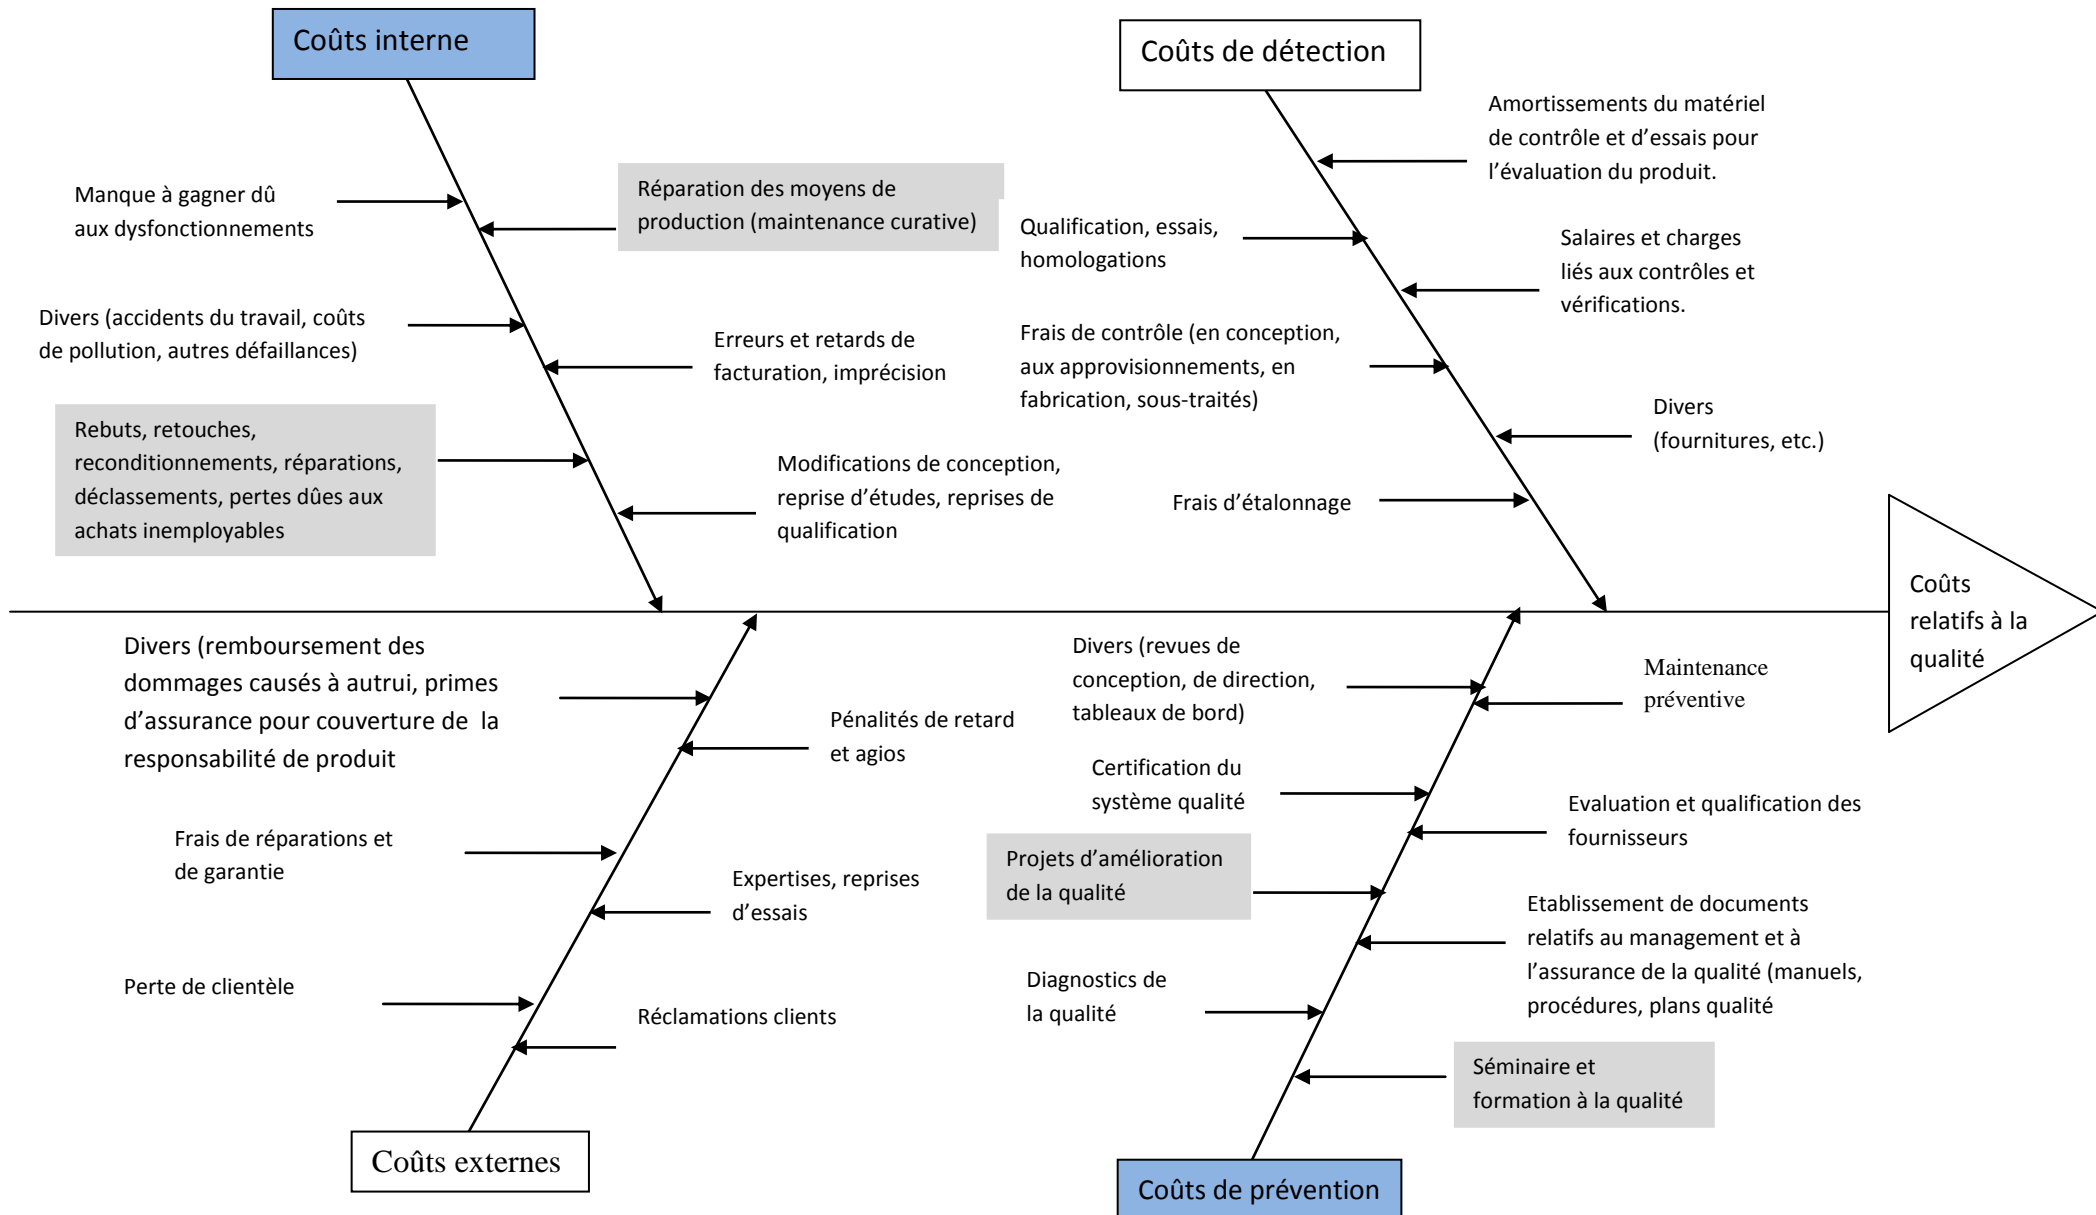 Coûts interne
Manque à gagner dû
aux dysfonctionnements
Réparation des moyens de
production (maintenance curative)
Divers (accidents du travail, coûts
de pollution, autres défaillances)
Erreurs et retards de
facturation, imprécision
Rebuts, retouches,
reconditionnements, réparations,
déclassements, pertes dûes aux
achats inemployables
Modifications de conception,
reprise d’études, reprises de
qualification
Coûts de détection
Amortissements du matériel
de contrôle et d’essais pour
l’évaluation du produit.
Qualification, essais,
homologations
Salaires et charges
liés aux contrôles et
vérifications.
Frais de contrôle (en conception,
aux approvisionnements, en
fabrication, sous-traités)
Divers
(fournitures, etc.)
Frais d’étalonnage
Coûts
relatifs à la
qualité
Divers (remboursement des
dommages causés à autrui, primes
d’assurance pour couverture de  la
responsabilité de produit
Pénalités de retard
et agios
Frais de réparations et
de garantie
Expertises, reprises
d’essais
Perte de clientèle
Réclamations clients
Coûts externes
Divers (revues de
conception, de direction,
tableaux de bord)
Maintenance
préventive
Certification du
système qualité
Evaluation et qualification des
fournisseurs
Projets d’amélioration
de la qualité
Etablissement de documents
relatifs au management et à
l’assurance de la qualité (manuels,
procédures, plans qualité
Diagnostics de
la qualité
Séminaire et
formation à la qualité
Coûts de prévention